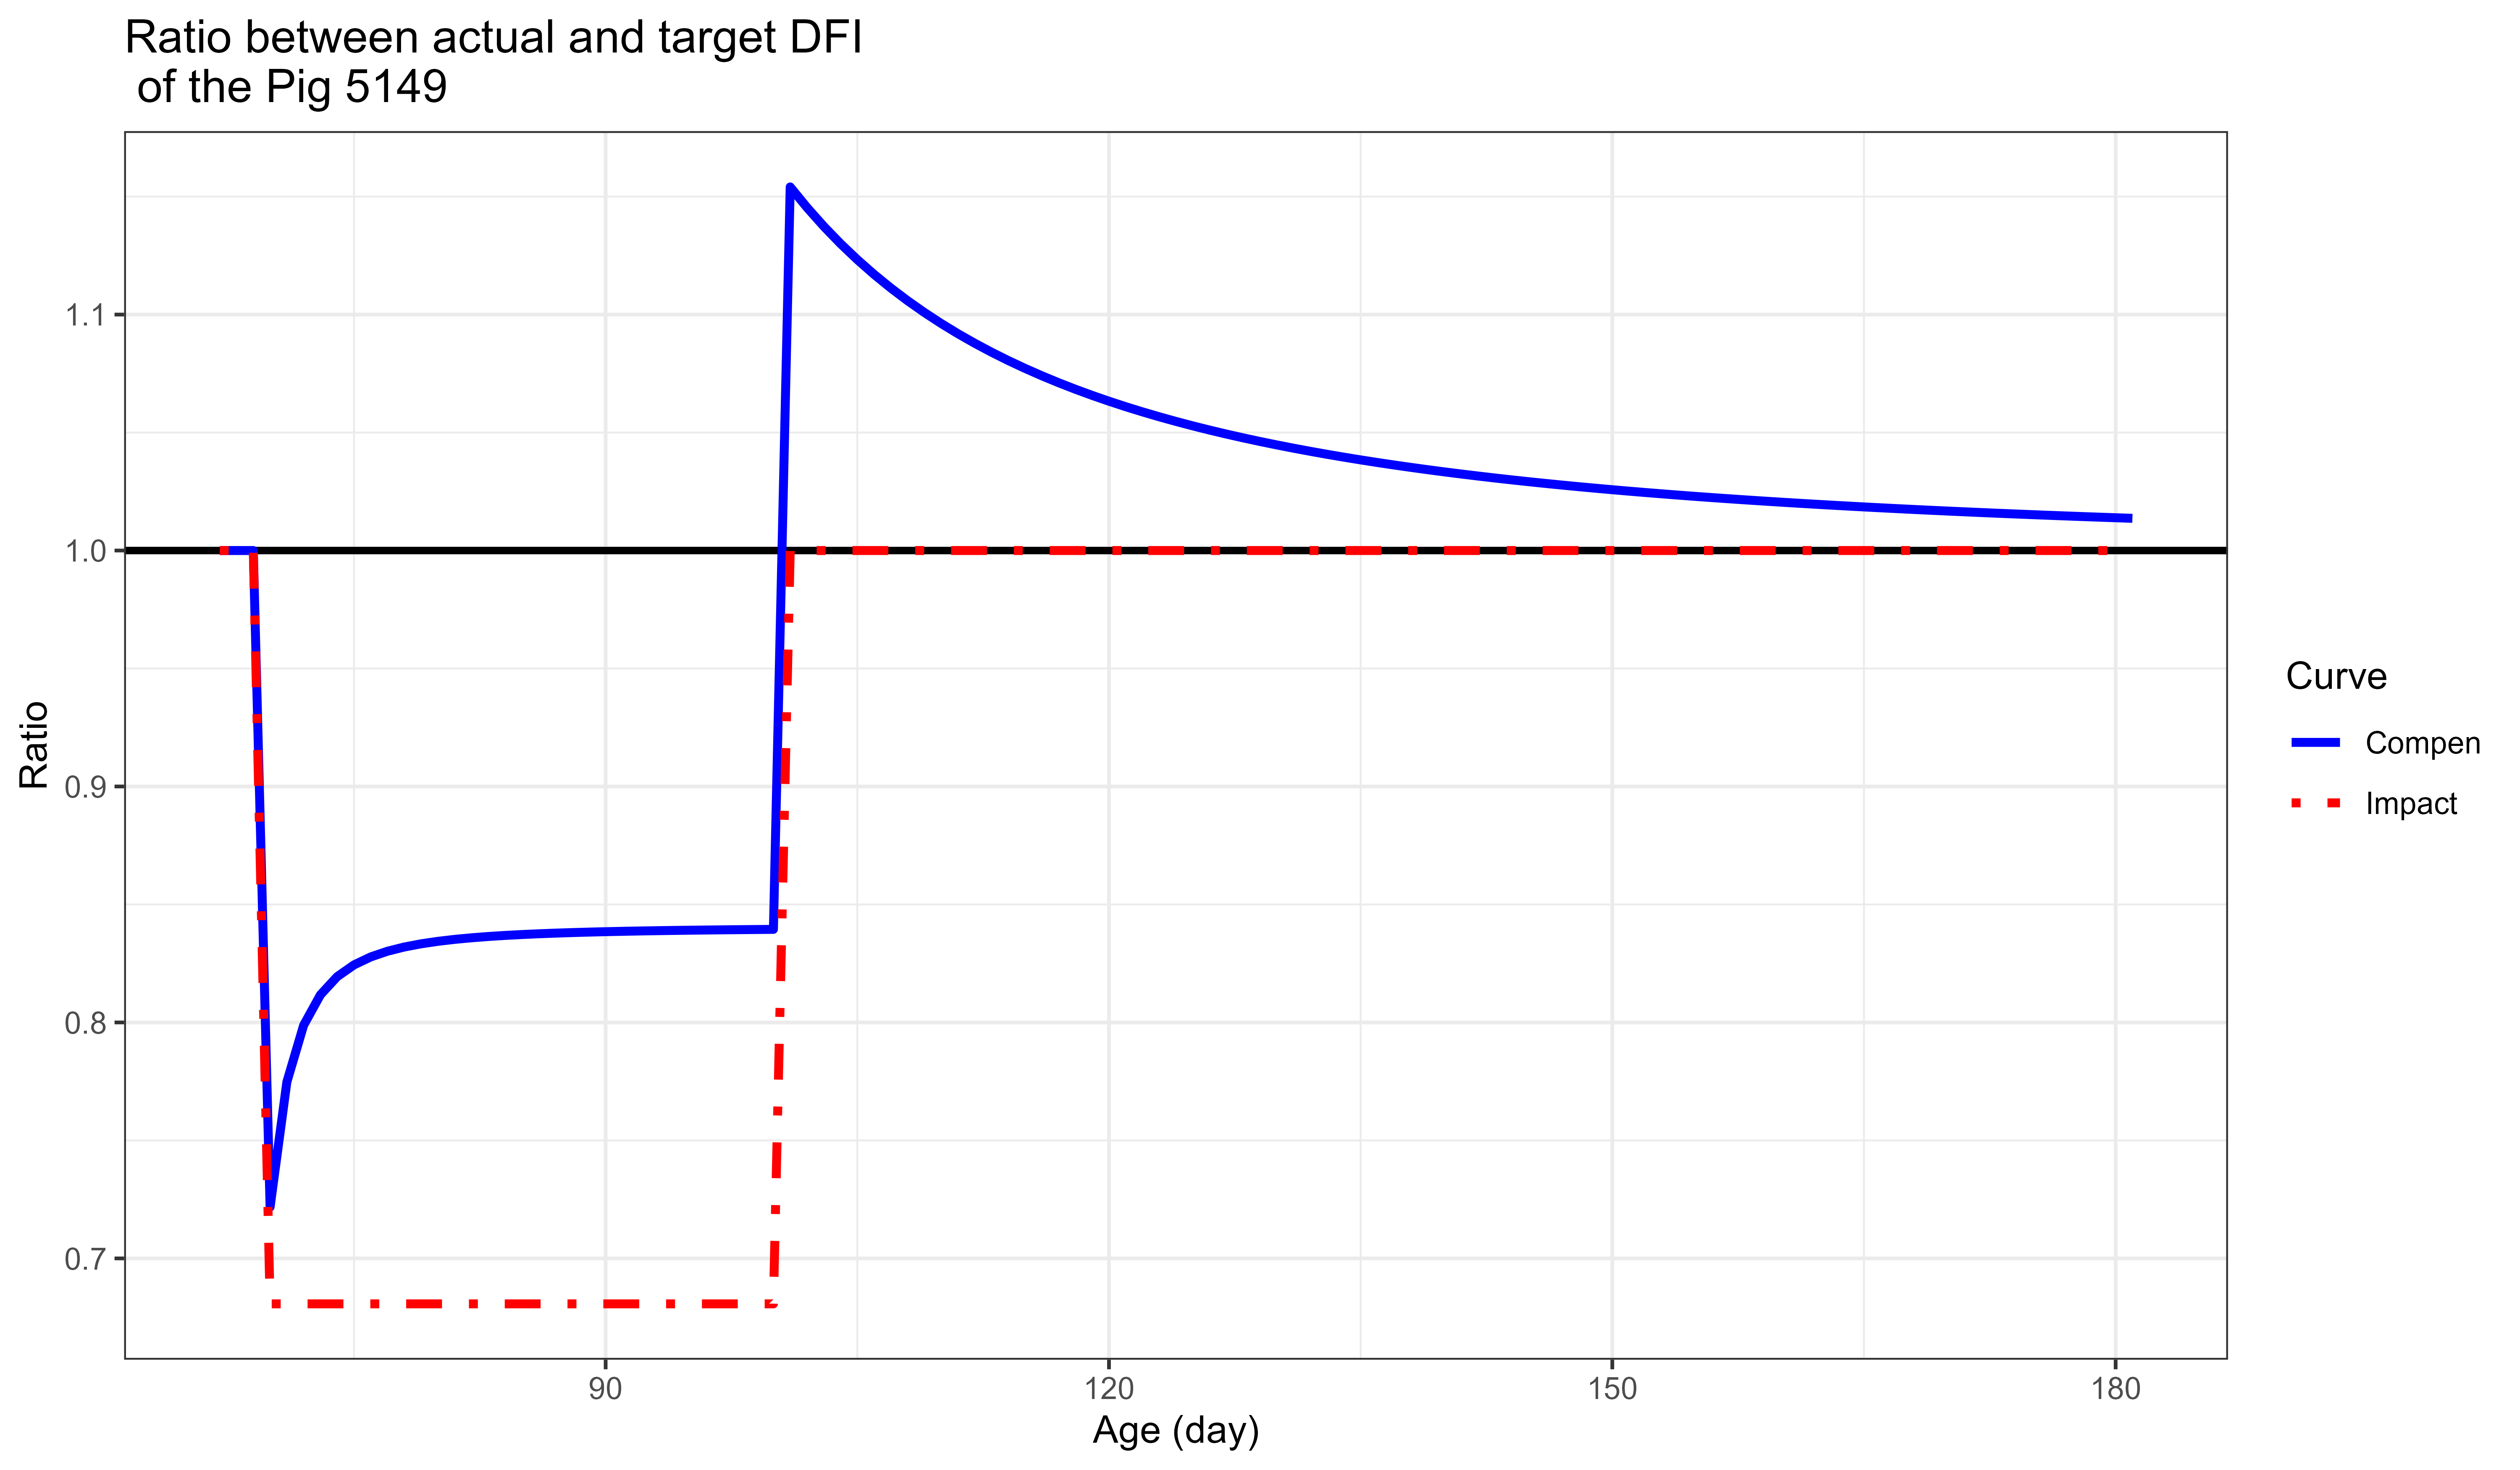 Ratio between actual and target DFI
of the Pig 5149
1.1
1.0
0.9
0.8
0.7
Ratio
90
120
150
180
Age (day)
Curve
Compen
Impact